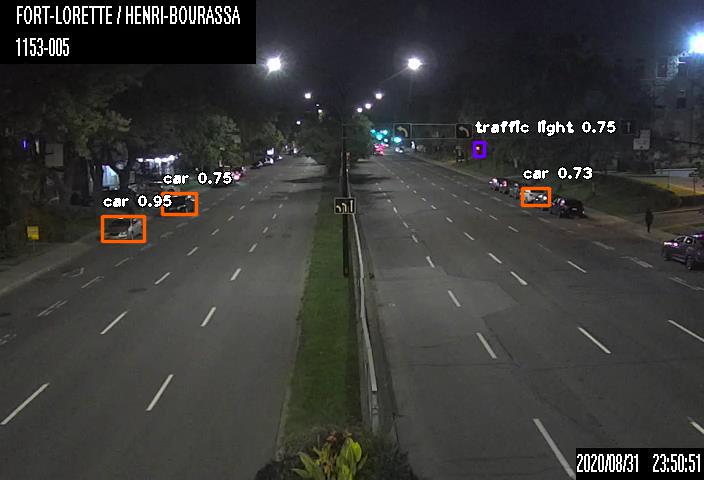 FORT-LORETTE / HENRI-BOURASSA
1153-005
traffic light 0.75
car 0.75
car 0.73
car 0.95
2020/08/31 23:50:51